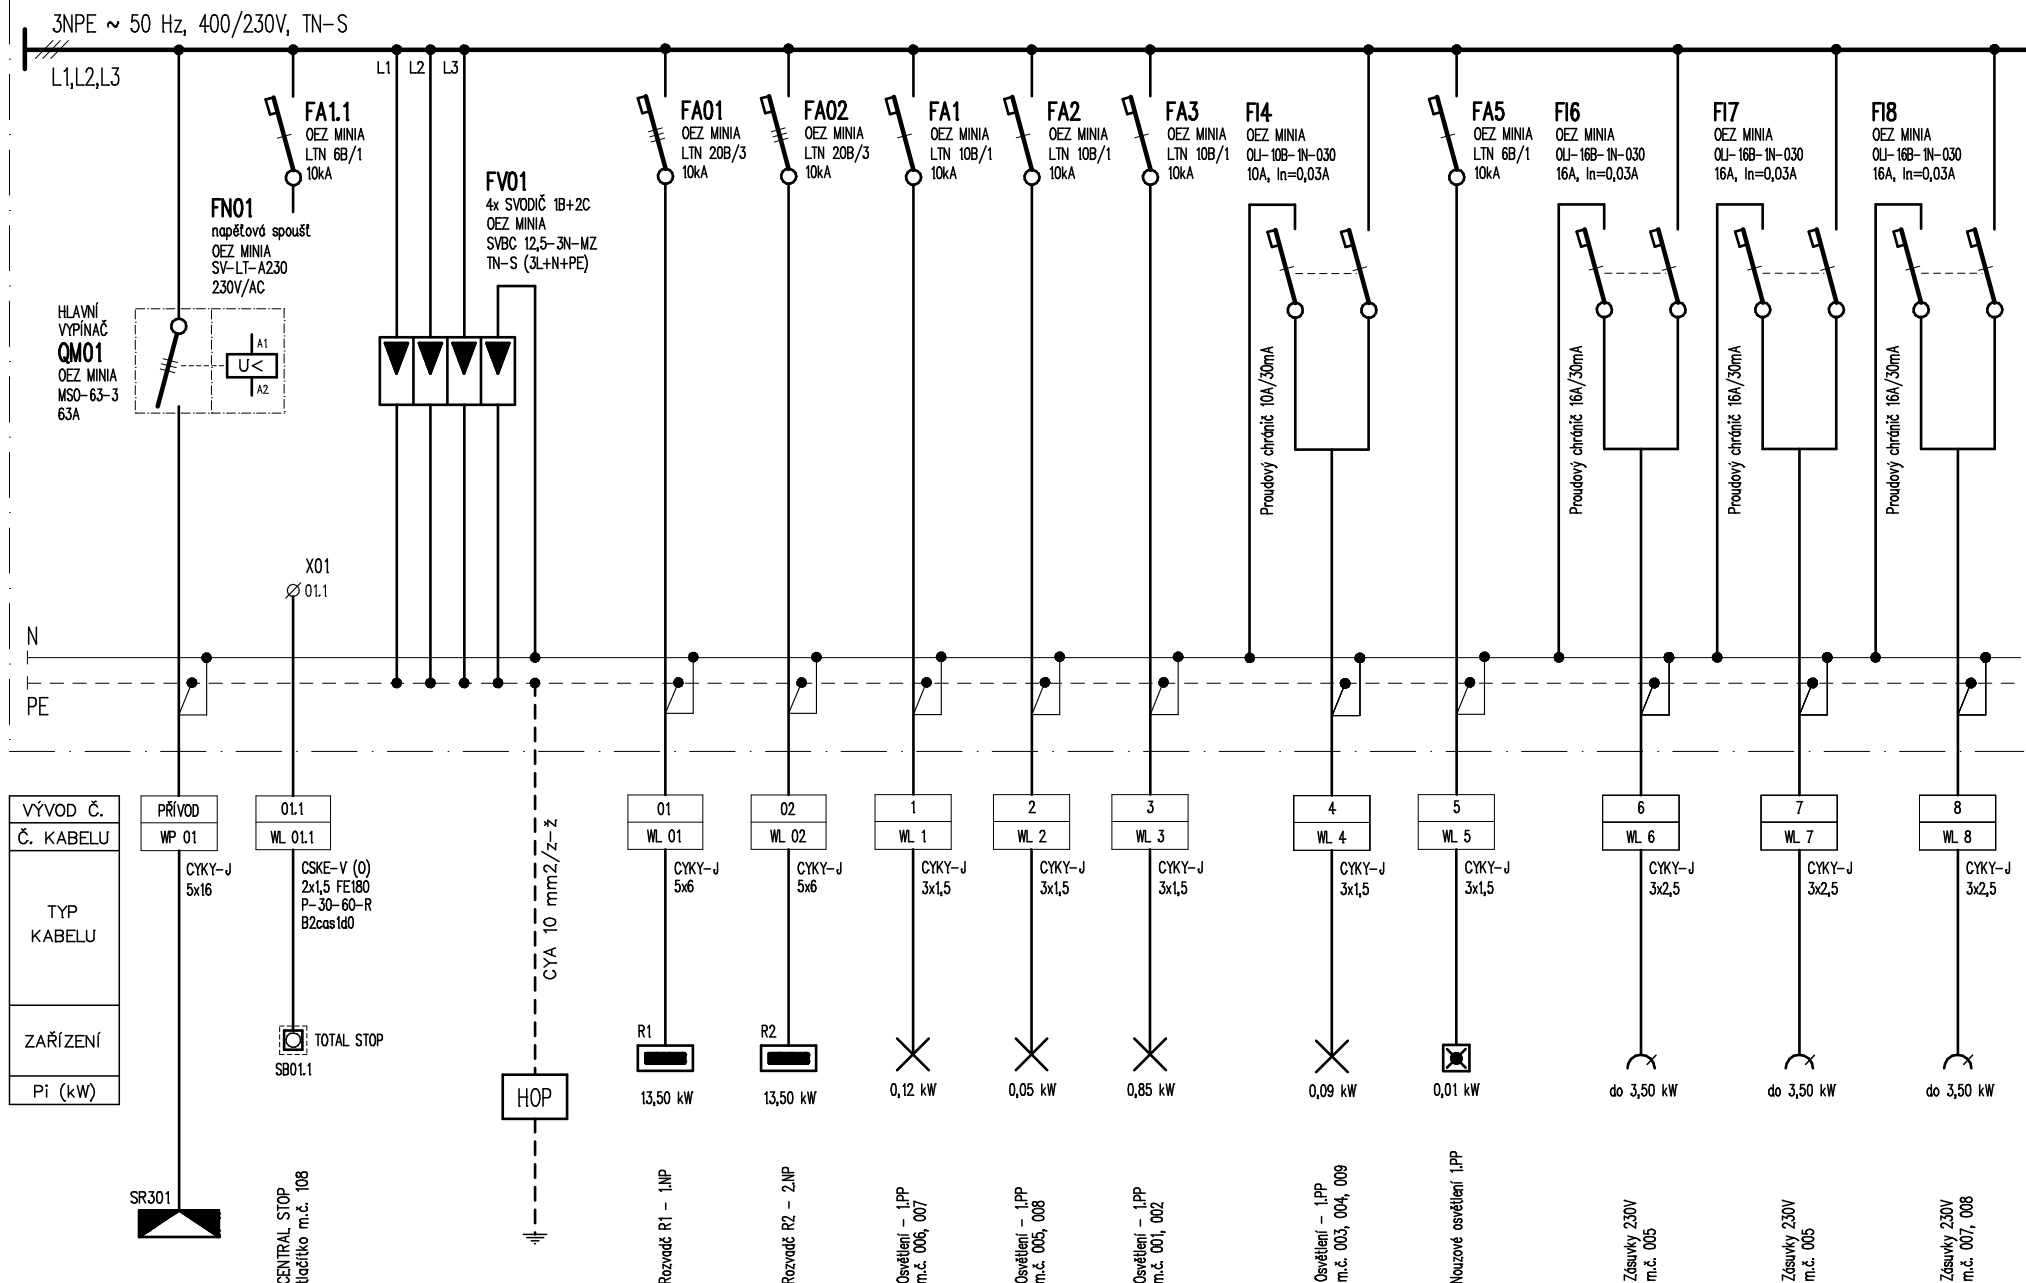 3NPE ~ 50 Hz, 400/230V, TN-S
L1,L2,L3
L1
L2
L3
FA1.1
OEZ MINIA
LTN 6B/1
10kA
FN01
napěťová spoušť
OEZ MINIA
SV-LT-A230
230V/AC
HLAVNÍ
VYPÍNAČ
QM01
OEZ MINIA
MSO-63-3
63A
A1
U<
A2
FV01
4x SVODIČ 1B+2C
OEZ MINIA
SVBC 12,5-3N-MZ
TN-S (3L+N+PE)
FA01
OEZ MINIA
LTN 20B/3
10kA
FA02
OEZ MINIA
LTN 20B/3
10kA
FA1
OEZ MINIA
LTN 10B/1
10kA
FA2
OEZ MINIA
LTN 10B/1
10kA
FA3
OEZ MINIA
LTN 10B/1
10kA
FI4
OEZ MINIA
OLI-10B-1N-030
10A, In=0,03A
Proudový chránič 10A/30mA
FA5
OEZ MINIA
LTN 6B/1
10kA
FI6
OEZ MINIA
OLI-16B-1N-030
16A, In=0,03A
Proudový chránič 16A/30mA
FI7
OEZ MINIA
OLI-16B-1N-030
16A, In=0,03A
Proudový chránič 16A/30mA
FI8
OEZ MINIA
OLI-16B-1N-030
16A, In=0,03A
Proudový chránič 16A/30mA
X01
01.1
N
PE
VÝVOD Č.
Č. KABELU
TYP
KABELU
ZAŘÍZENÍ
Pi (kW)
PŘÍVOD
WP 01
CYKY-J
5x16
SR301
01.1
WL 01.1
CSKE-V (O)
2x1,5 FE180
P-30-60-R
B2cas1d0
TOTAL STOP
SB01.1
CENTRAL STOP
tlačítko m.č. 108
CYA 10 mm2/z-ž
HOP
01
WL 01
CYKY-J
5x6
R1
13,50 kW
Rozvadč R1 - 1.NP
02
WL 02
CYKY-J
5x6
R2
13,50 kW
Rozvadč R2 - 2.NP
1
WL 1
CYKY-J
3x1,5
0,12 kW
Osvětlení - 1.PP
m.č. 006, 007
2
WL 2
CYKY-J
3x1,5
0,05 kW
Osvětlení - 1.PP
m.č. 005, 008
3
WL 3
CYKY-J
3x1,5
0,85 kW
Osvětlení - 1.PP
m.č. 001, 002
4
WL 4
CYKY-J
3x1,5
0,09 kW
Osvětlení - 1.PP
m.č. 003, 004, 009
5
WL 5
CYKY-J
3x1,5
0,01 kW
Nouzové osvětlení 1.PP
6
WL 6
CYKY-J
3x2,5
do 3,50 kW
Zásuvky 230V
m.č. 005
7
WL 7
CYKY-J
3x2,5
do 3,50 kW
Zásuvky 230V
m.č. 005
8
WL 8
CYKY-J
3x2,5
do 3,50 kW
Zásuvky 230V
m.č. 007, 008